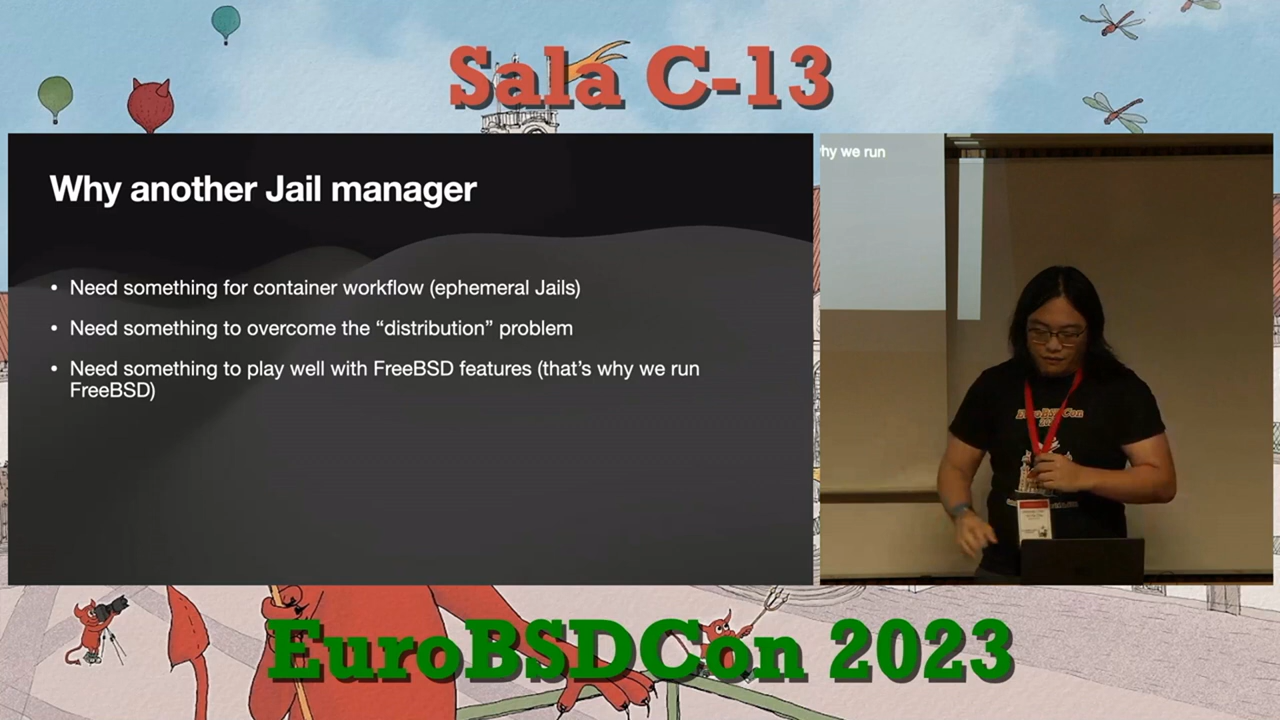 Sala C-13
Why another Jail manager
• Need something for container workflow (ephemeral Jails)
• Need something to overcome the “distribution” problem
• Need something to play well with FreeBSD features (that’s why we run
FreeBSD)
hy we run
EuroBSDCon
EuroBSDCon 2023